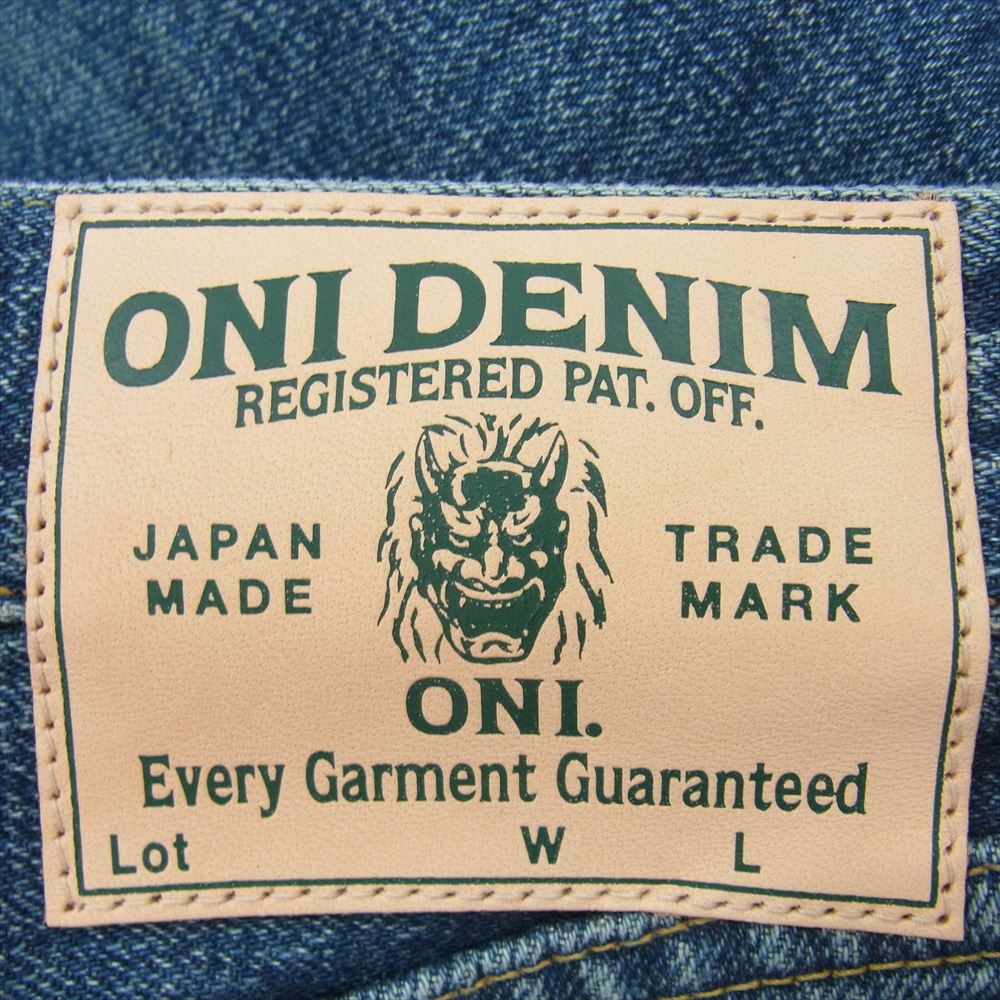 ONI DENIM
REGISTERED PAT. OFF.
JAPAN
MADE
TRADE
MARK
ONI.
Every Garment Guaranteed
Lot W L